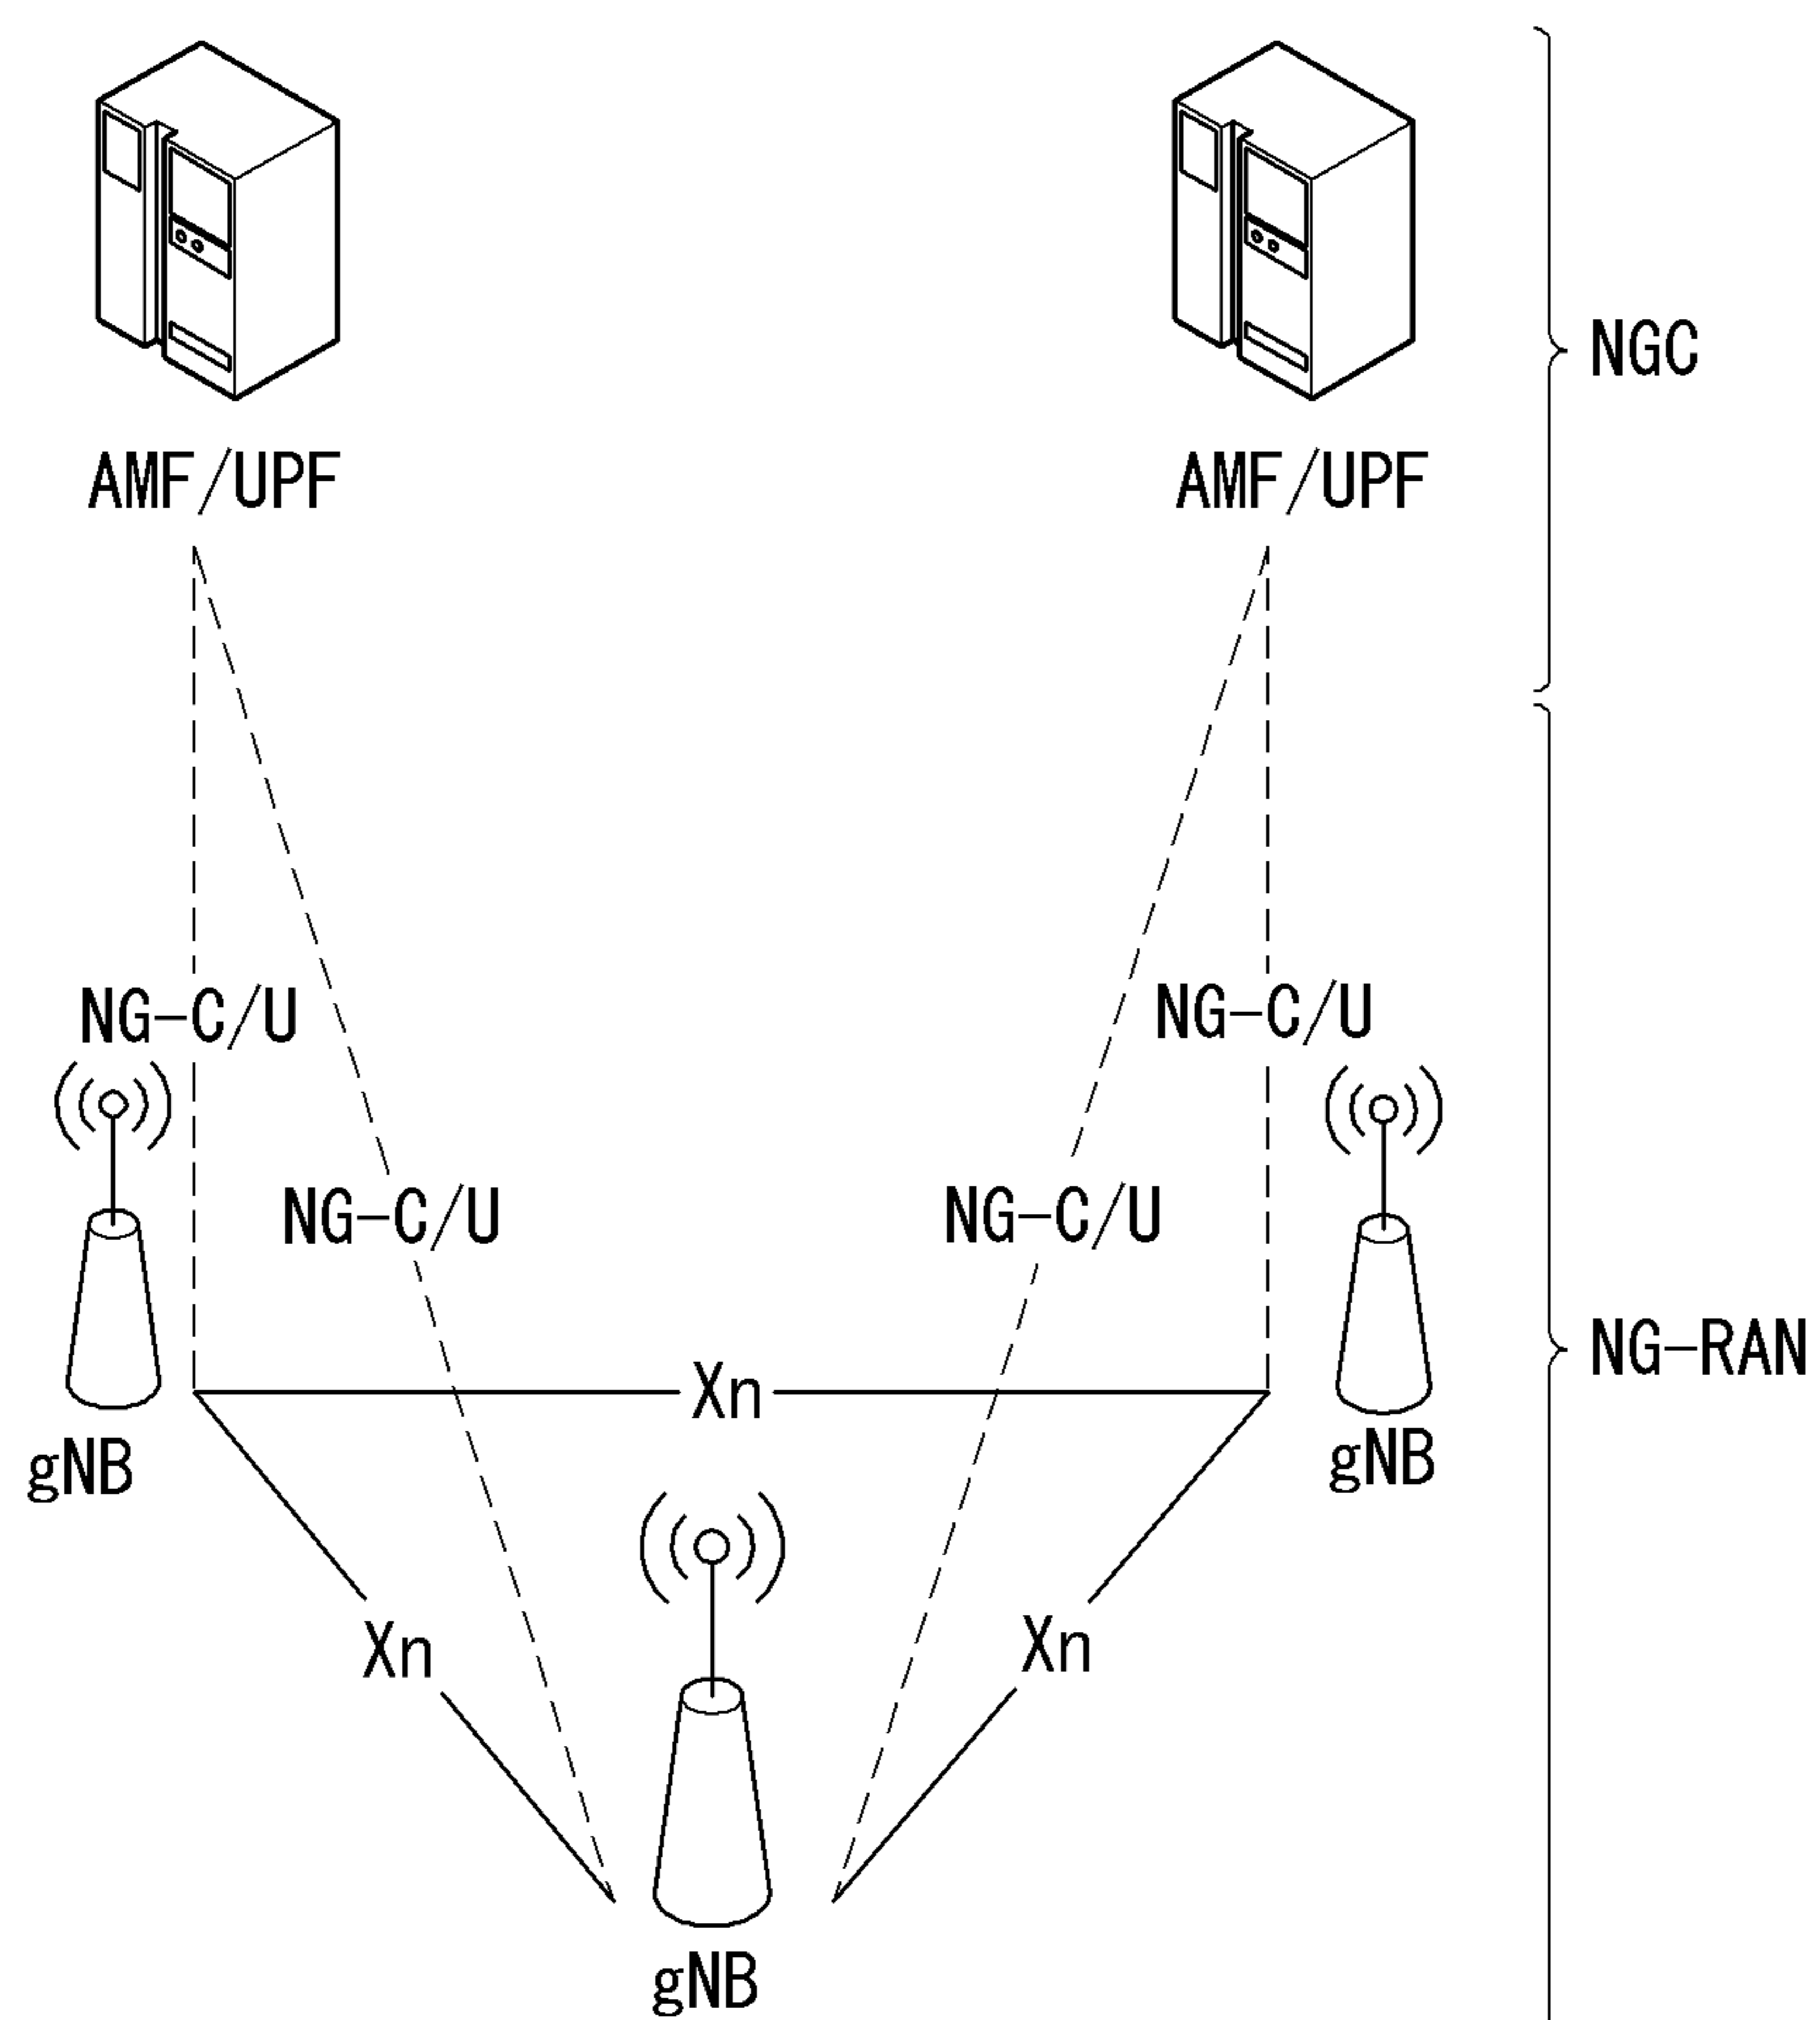 NGC
AMF/UPF
AMF/UPF
NG-C/U
NG-C/U
NG-C/U
NG-C/U
NG-RAN
Xn
gNB
gNB
Xn
Xn
gNB